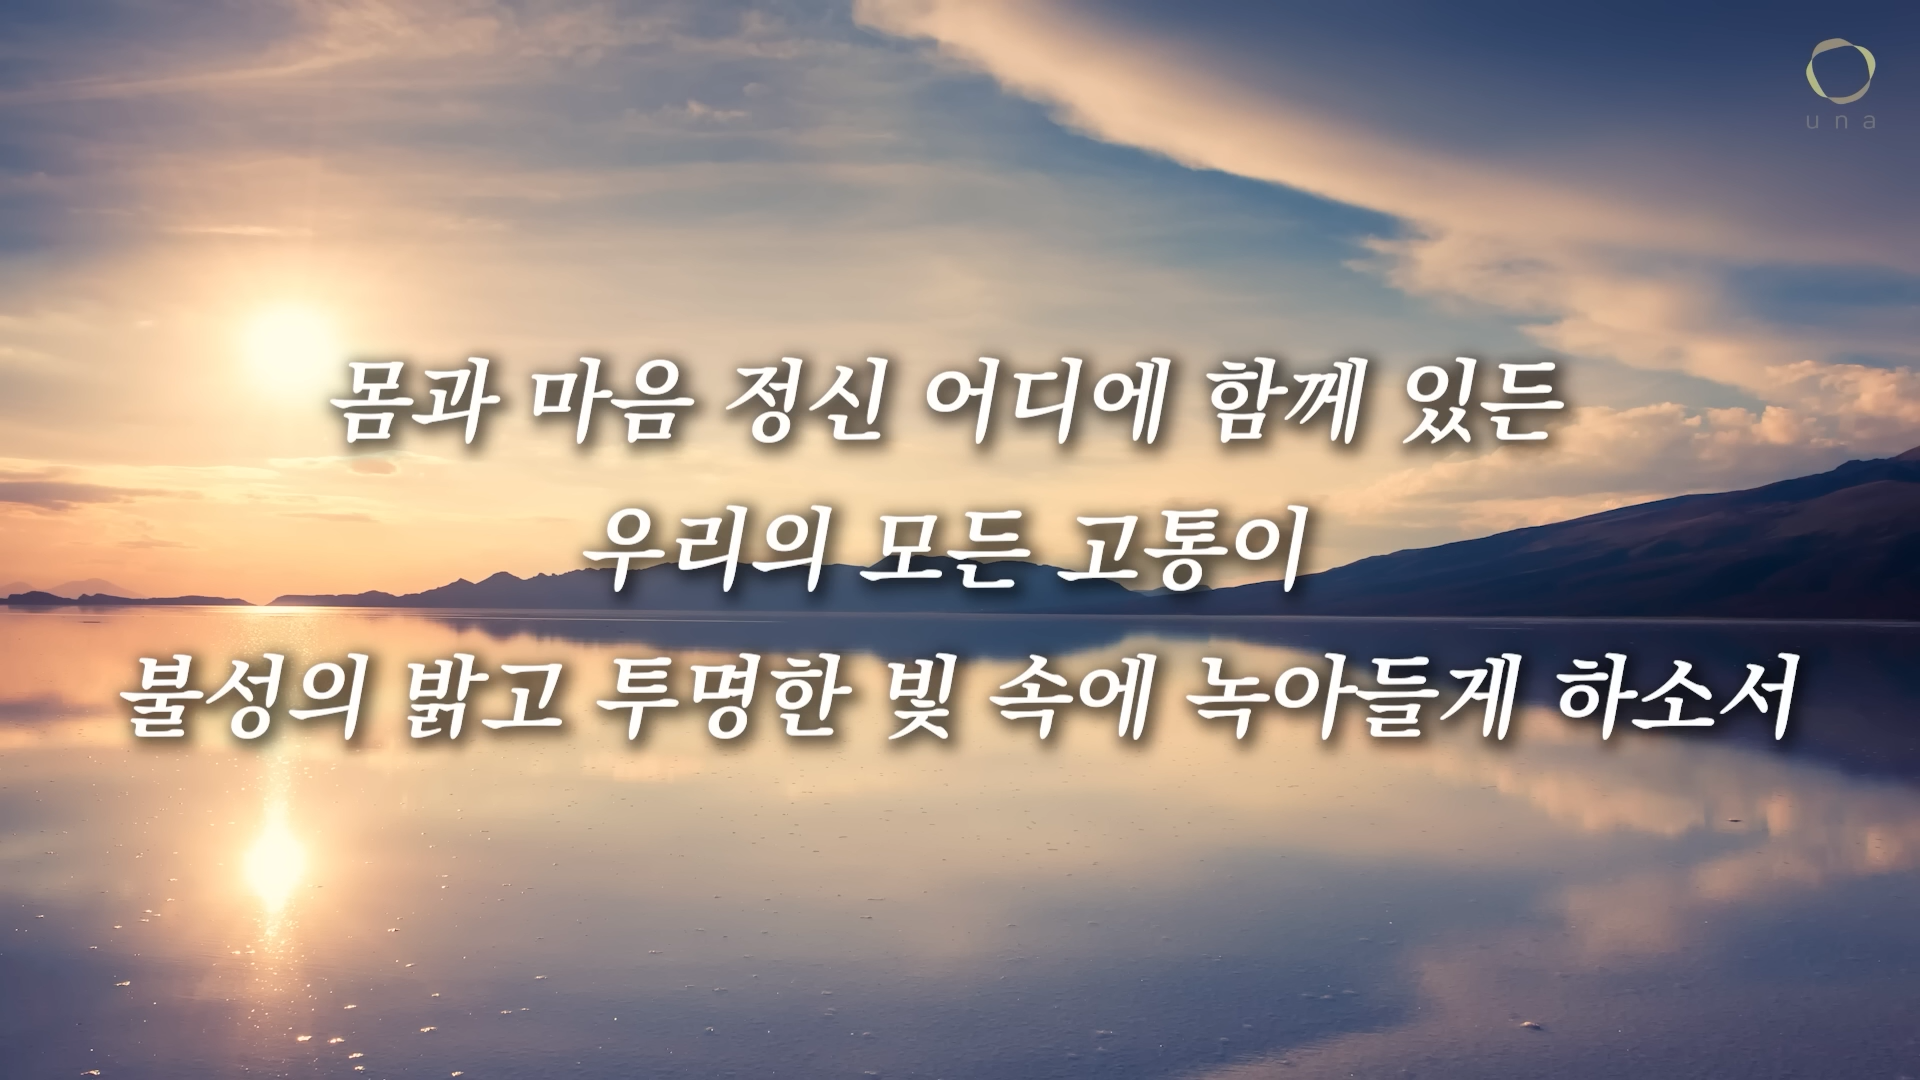 una
몸과 마음 정신 어디에 함께 있든
우리의 모든 고통이
불성의 밝고 투명한 빛 속에 녹아들게 하소서